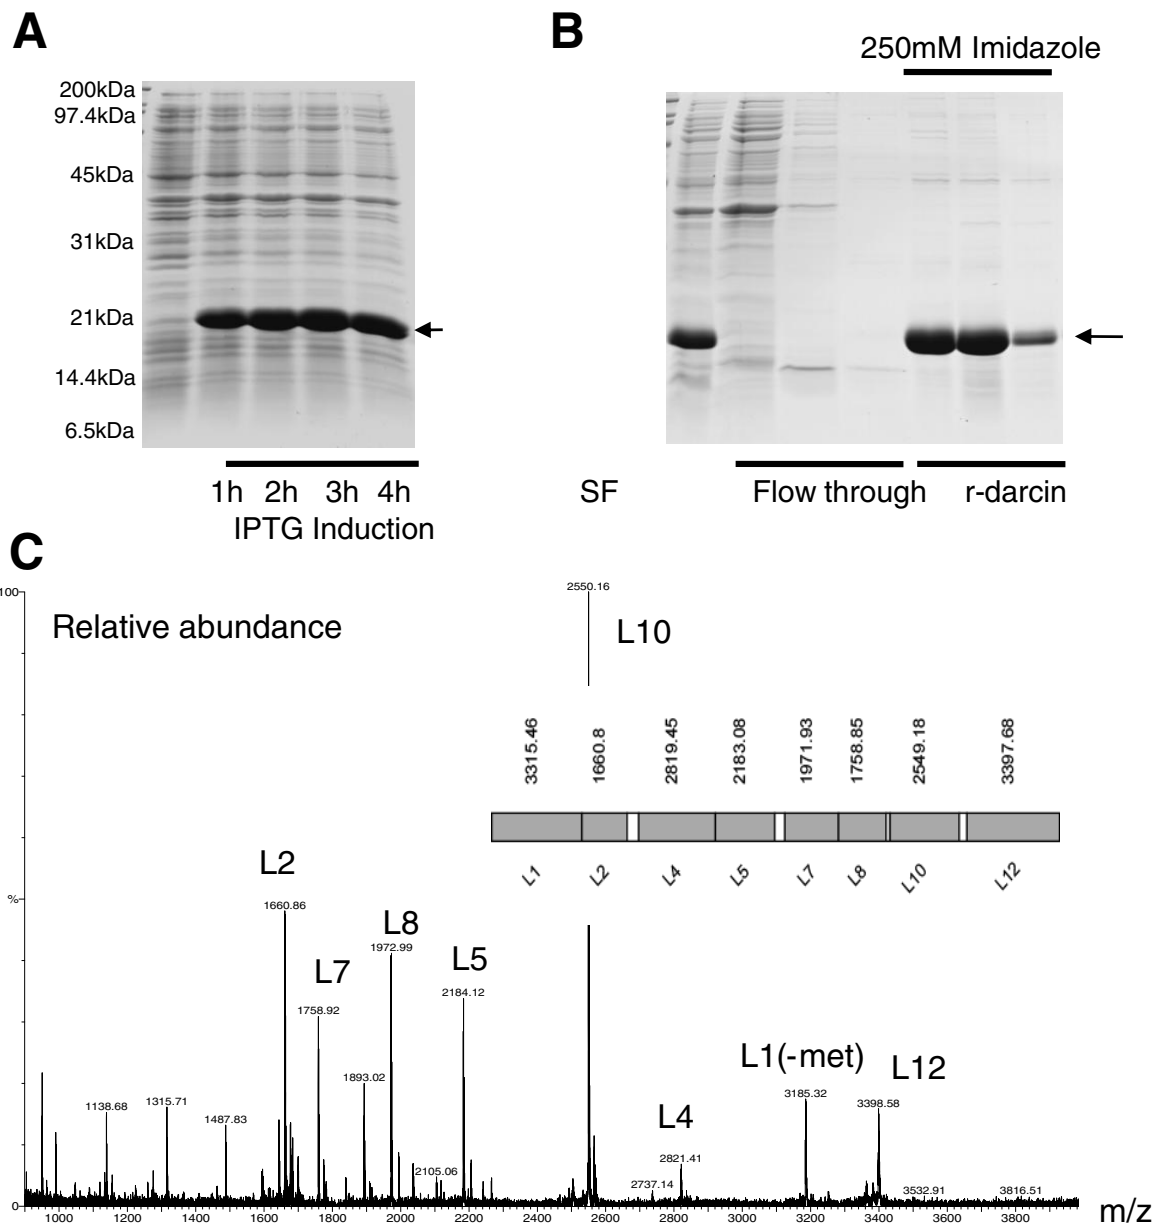 A
200kDa
97.4kDa
45kDa
31kDa
21kDa
14.4kDa
6.5kDa
1h 2h 3h 4h
IPTG Induction
B
250mM Imidazole
SF Flow through r-darcin
C
100
%
0
Relative abundance
2550.16
L10
3315.46 1660.8 2819.45 2183.08 1971.93 1758.85 2549.18 3397.68
L1 L2 L4 L5 L7 L8 L10 L12
L2
1660.86
L8
1972.99
L7
1758.92
L5
2184.12
1893.02
1138.68
1315.71
1487.83
2105.06
L1(-met)
3185.32
L12
3398.58
L4
2821.41
2737.14
3532.91
3816.51
1000 1200 1400 1600 1800 2000 2200 2400 2600 2800 3000 3200 3400 3600 3800
m/z